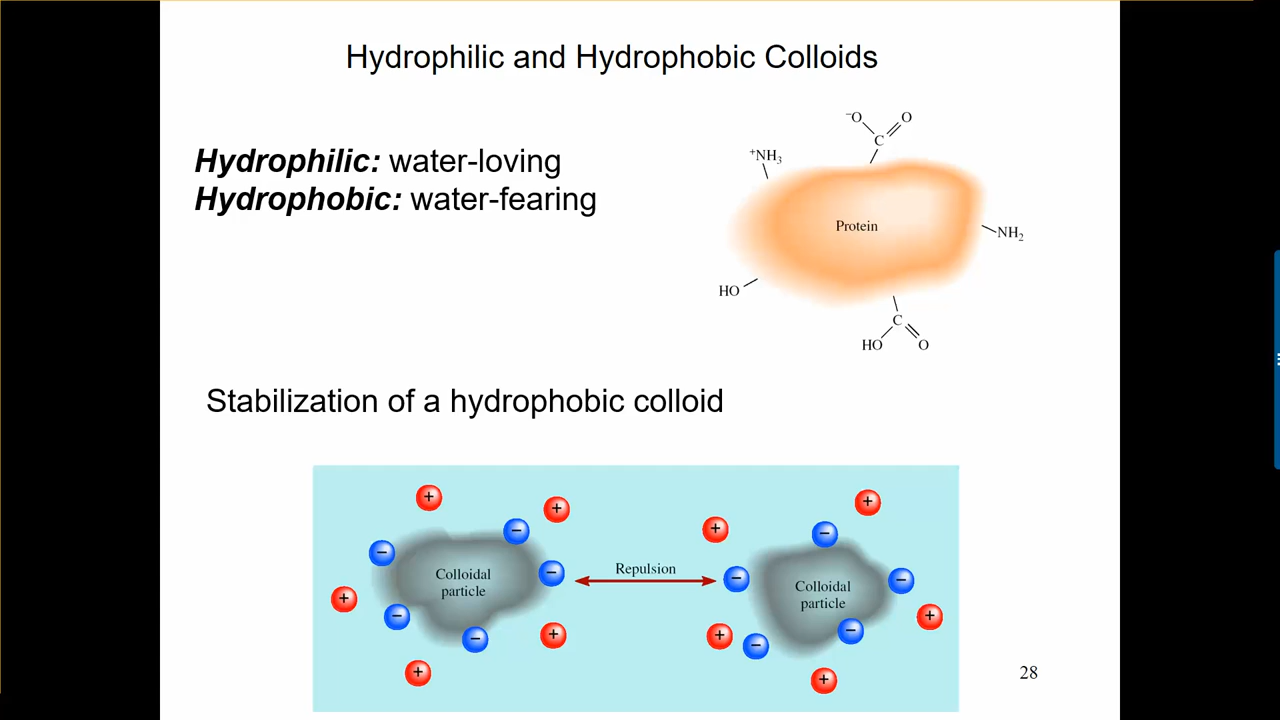 Hydrophilic and Hydrophobic Colloids
Hydrophilic: water-loving
Hydrophobic: water-fearing
⁻O
O
C
⁺NH₃
Protein
NH₂
HO
C
HO
O
Stabilization of a hydrophobic colloid
+
+
+
−
+
−
−
−
Colloidal
particle
Repulsion
−
−
Colloidal
particle
+
−
+
−
+
+
−
−
−
+
+
28